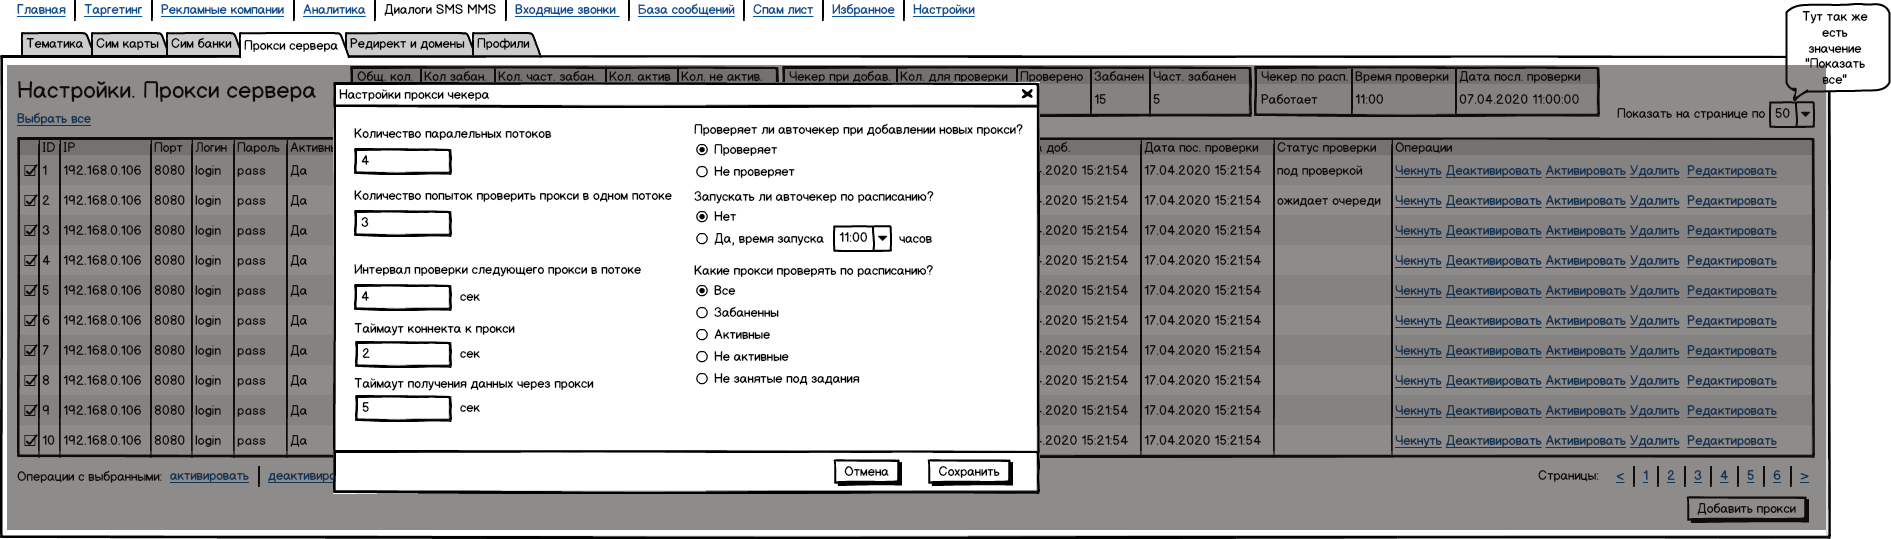 Главная Таргетинг Рекламные компании Аналитика Диалоги SMS MMS Входящие звонки База сообщений Спам лист Избранное Настройки
Тут так же
есть
значение
"Показать
все"
Тематика Сим карты Сим банки Прокси сервера Редирект и домены Профили
Общ. кол. Кол забан. Кол. част. забан. Кол. актив Кол. не актив. Чекер при добав. Кол. для проверки Проверено Забанен Част. забанен Чекер по расп. Время проверки Дата посл. проверки
15 5 Работает 11:00 07.04.2020 11:00:00
Настройки. Прокси сервера
Выбрать все
Показать на странице по 50
ID IP Порт Логин Пароль доб. Дата пос. проверки Статус проверки Операции
1 192.168.0.106 8080 login pass Да .2020 15:21:54 17.04.2020 15:21:54 под проверкой Чекнуть Деактивировать Активировать Удалить Редактировать
2 192.168.0.106 8080 login pass Да .2020 15:21:54 17.04.2020 15:21:54 ожидает очереди Чекнуть Деактивировать Активировать Удалить Редактировать
3 192.168.0.106 8080 login pass Да .2020 15:21:54 17.04.2020 15:21:54 Чекнуть Деактивировать Активировать Удалить Редактировать
4 192.168.0.106 8080 login pass Да .2020 15:21:54 17.04.2020 15:21:54 Чекнуть Деактивировать Активировать Удалить Редактировать
5 192.168.0.106 8080 login pass Да .2020 15:21:54 17.04.2020 15:21:54 Чекнуть Деактивировать Активировать Удалить Редактировать
6 192.168.0.106 8080 login pass Да .2020 15:21:54 17.04.2020 15:21:54 Чекнуть Деактивировать Активировать Удалить Редактировать
7 192.168.0.106 8080 login pass Да .2020 15:21:54 17.04.2020 15:21:54 Чекнуть Деактивировать Активировать Удалить Редактировать
8 192.168.0.106 8080 login pass Да .2020 15:21:54 17.04.2020 15:21:54 Чекнуть Деактивировать Активировать Удалить Редактировать
9 192.168.0.106 8080 login pass Да .2020 15:21:54 17.04.2020 15:21:54 Чекнуть Деактивировать Активировать Удалить Редактировать
10 192.168.0.106 8080 login pass Да .2020 15:21:54 17.04.2020 15:21:54 Чекнуть Деактивировать Активировать Удалить Редактировать
Операции с выбранными: активировать
Страницы: < 1 2 3 4 5 6 >
Добавить прокси
Настройки прокси чекера
Количество паралельных потоков
4
Количество попыток проверить прокси в одном потоке
3
Интервал проверки следующего прокси в потоке
4 сек
Таймаут коннекта к прокси
2 сек
Таймаут получения данных через прокси
5 сек
Проверяет ли авточекер при добавлении новых прокси?
Проверяет
Не проверяет
Запускать ли авточекер по расписанию?
Нет
Да, время запуска 11:00 часов
Какие прокси проверять по расписанию?
Все
Забаненны
Активные
Не активные
Не занятые под задания
Отмена Сохранить